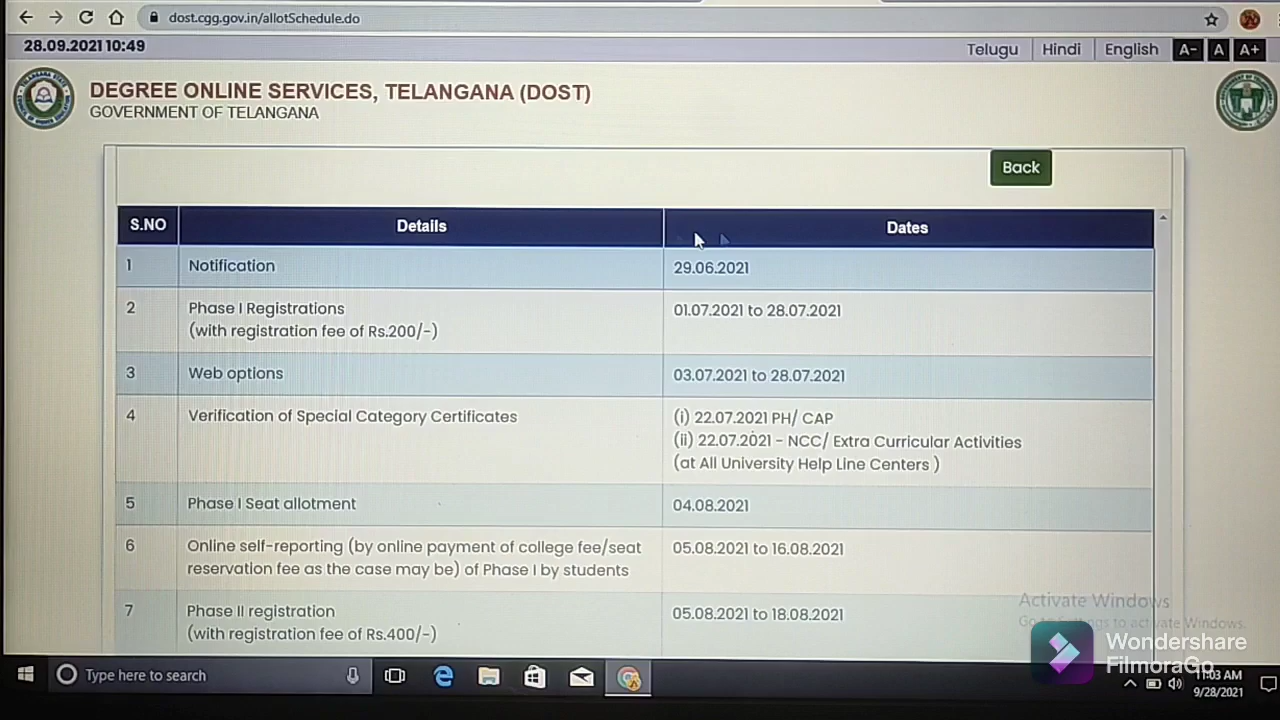 dost.cgg.gov.in/allotSchedule.do
28.09.2021 10:49
Telugu Hindi English A- A A+
DEGREE ONLINE SERVICES, TELANGANA (DOST)
GOVERNMENT OF TELANGANA
Back
S.NO Details Dates
1 Notification 29.06.2021
2 Phase I Registrations 01.07.2021 to 28.07.2021
(with registration fee of Rs.200/-)
3 Web options 03.07.2021 to 28.07.2021
4 Verification of Special Category Certificates (i) 22.07.2021 PH/ CAP
(ii) 22.07.2021 - NCC/ Extra Curricular Activities
(at All University Help Line Centers )
5 Phase I Seat allotment 04.08.2021
6 Online self-reporting (by online payment of college fee/seat 05.08.2021 to 16.08.2021
reservation fee as the case may be) of Phase I by students
7 Phase II registration 05.08.2021 to 18.08.2021
(with registration fee of Rs.400/-)
Activate Windows
Go to Settings to activate Windows.
Wondershare
FilmoraGo
Type here to search
11:03 AM
9/28/2021